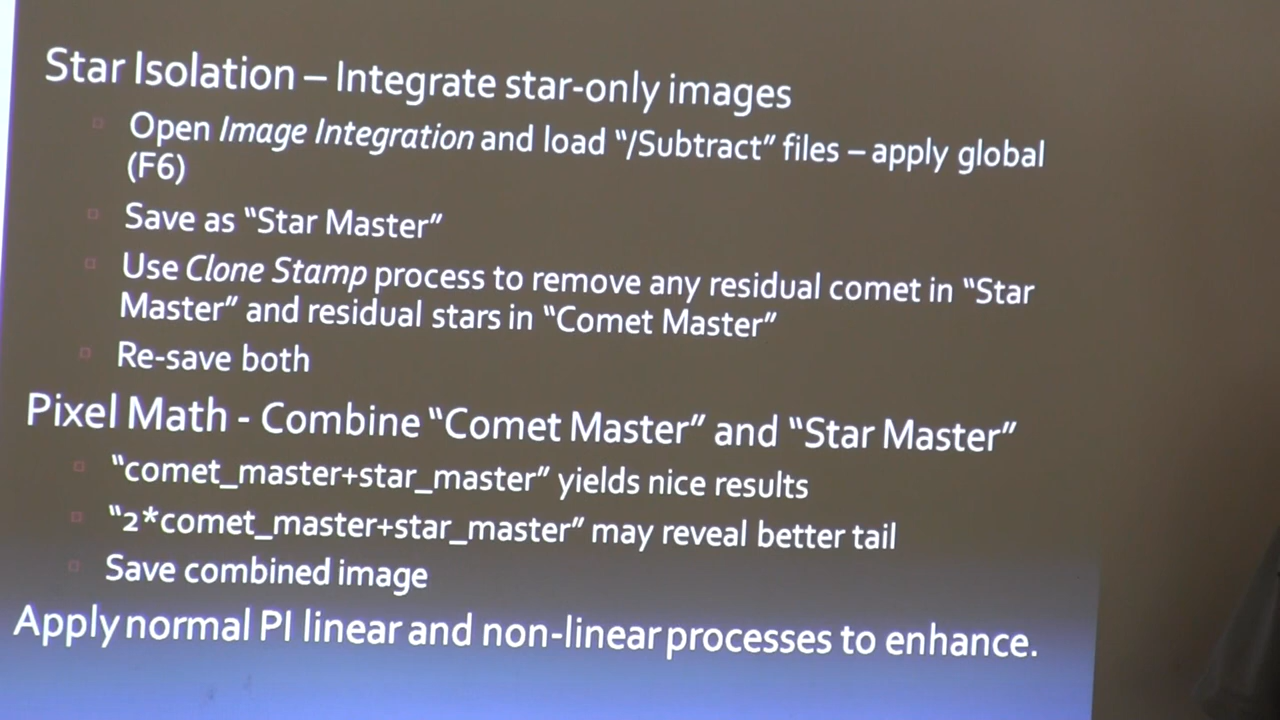 Star Isolation – Integrate star-only images
Open Image Integration and load “/Subtract” files – apply global
(F6)
Save as “Star Master”
Use Clone Stamp process to remove any residual comet in “Star
Master” and residual stars in “Comet Master”
Re-save both
Pixel Math - Combine “Comet Master” and “Star Master”
“comet_master+star_master” yields nice results
“2*comet_master+star_master” may reveal better tail
Save combined image
Apply normal PI linear and non-linear processes to enhance.